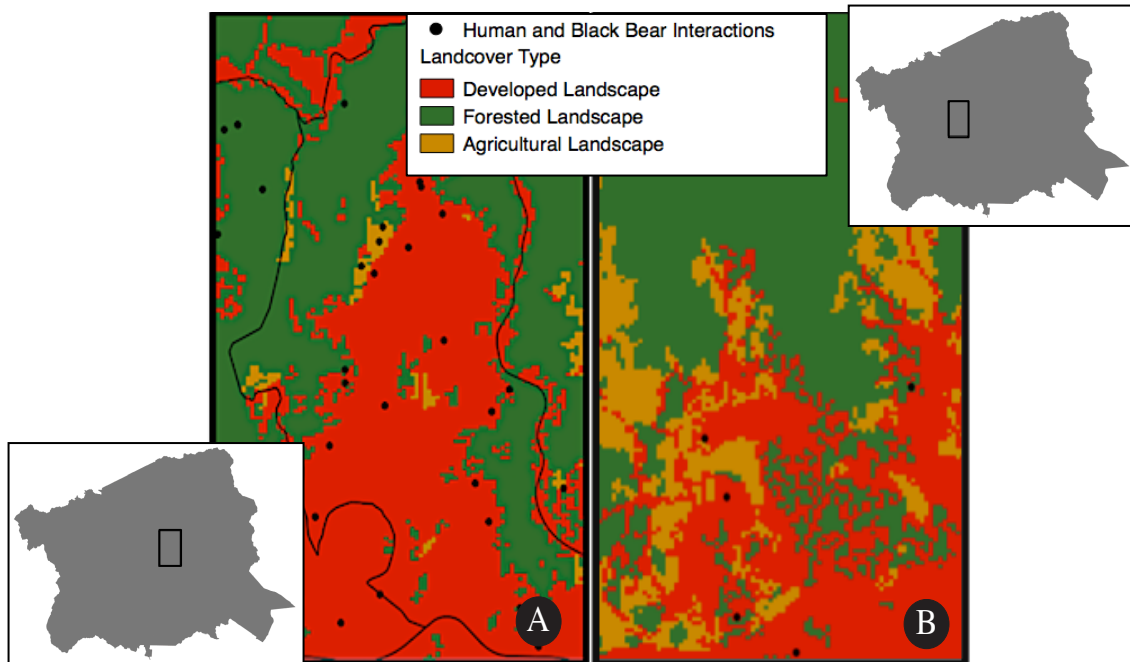 Human and Black Bear Interactions
Landcover Type
Developed Landscape
Forested Landscape
Agricultural Landscape
A
B